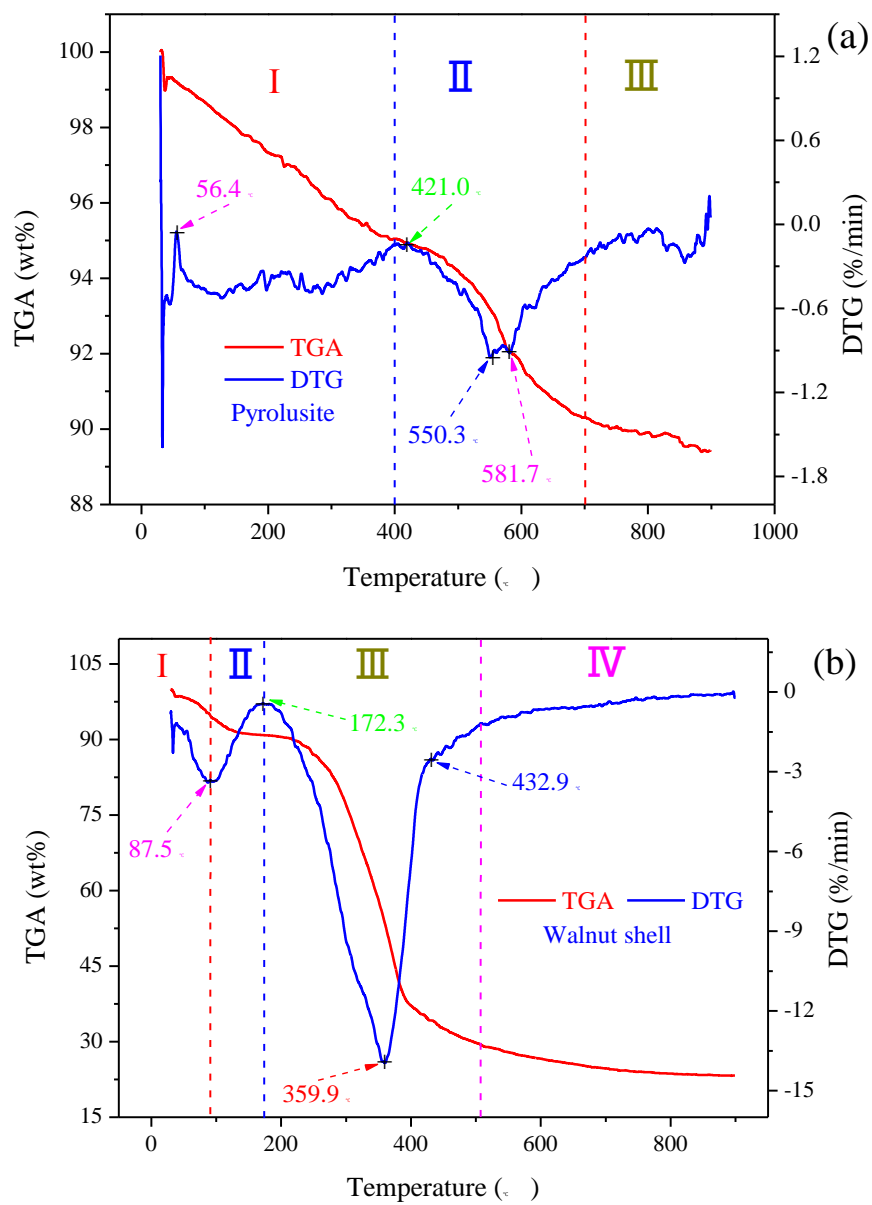 (a)
I II III
100
98
96
94
92
90
88
TGA (wt%)
1.2
0.6
0.0
-0.6
-1.2
-1.8
DTG (%/min)
56.4 ℃
421.0 ℃
550.3 ℃
581.7 ℃
TGA
DTG
Pyrolusite
0 200 400 600 800 1000
Temperature (℃ )
(b)
I II III IV
105
90
75
60
45
30
15
TGA (wt%)
0
-3
-6
-9
-12
-15
DTG (%/min)
172.3 ℃
87.5 ℃
432.9 ℃
359.9 ℃
TGA DTG
Walnut shell
0 200 400 600 800
Temperature (℃ )